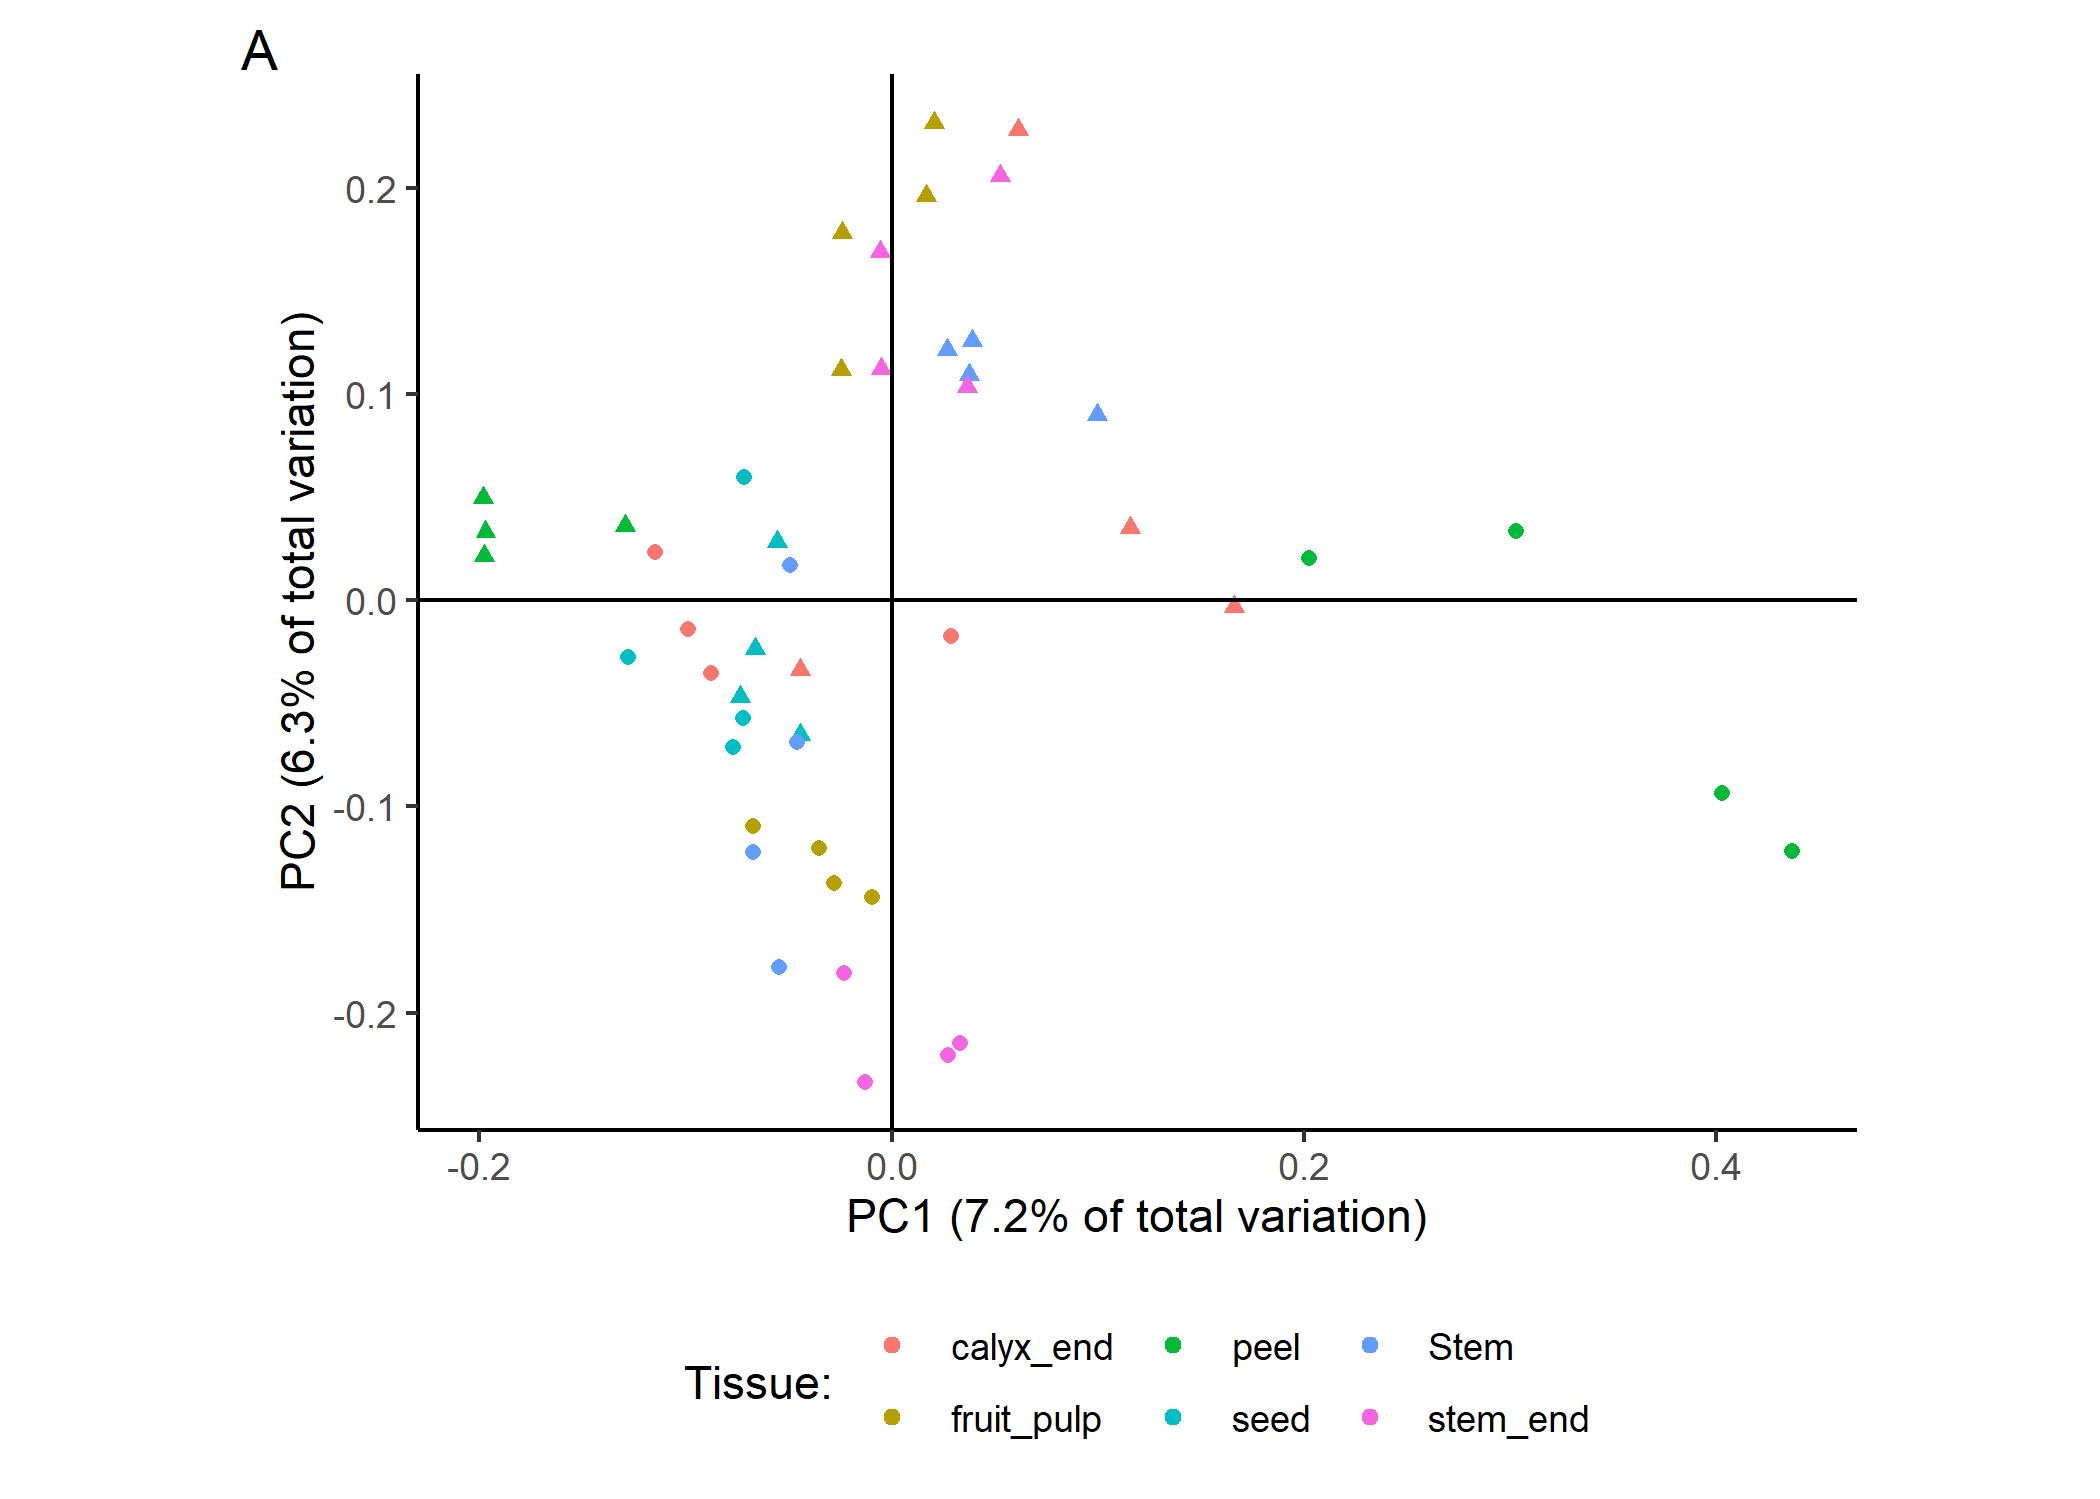 A
0.2
0.1
0.0
-0.1
-0.2
PC2 (6.3% of total variation)
-0.2 0.0 0.2 0.4
PC1 (7.2% of total variation)
Tissue:
calyx_end peel Stem
fruit_pulp seed stem_end